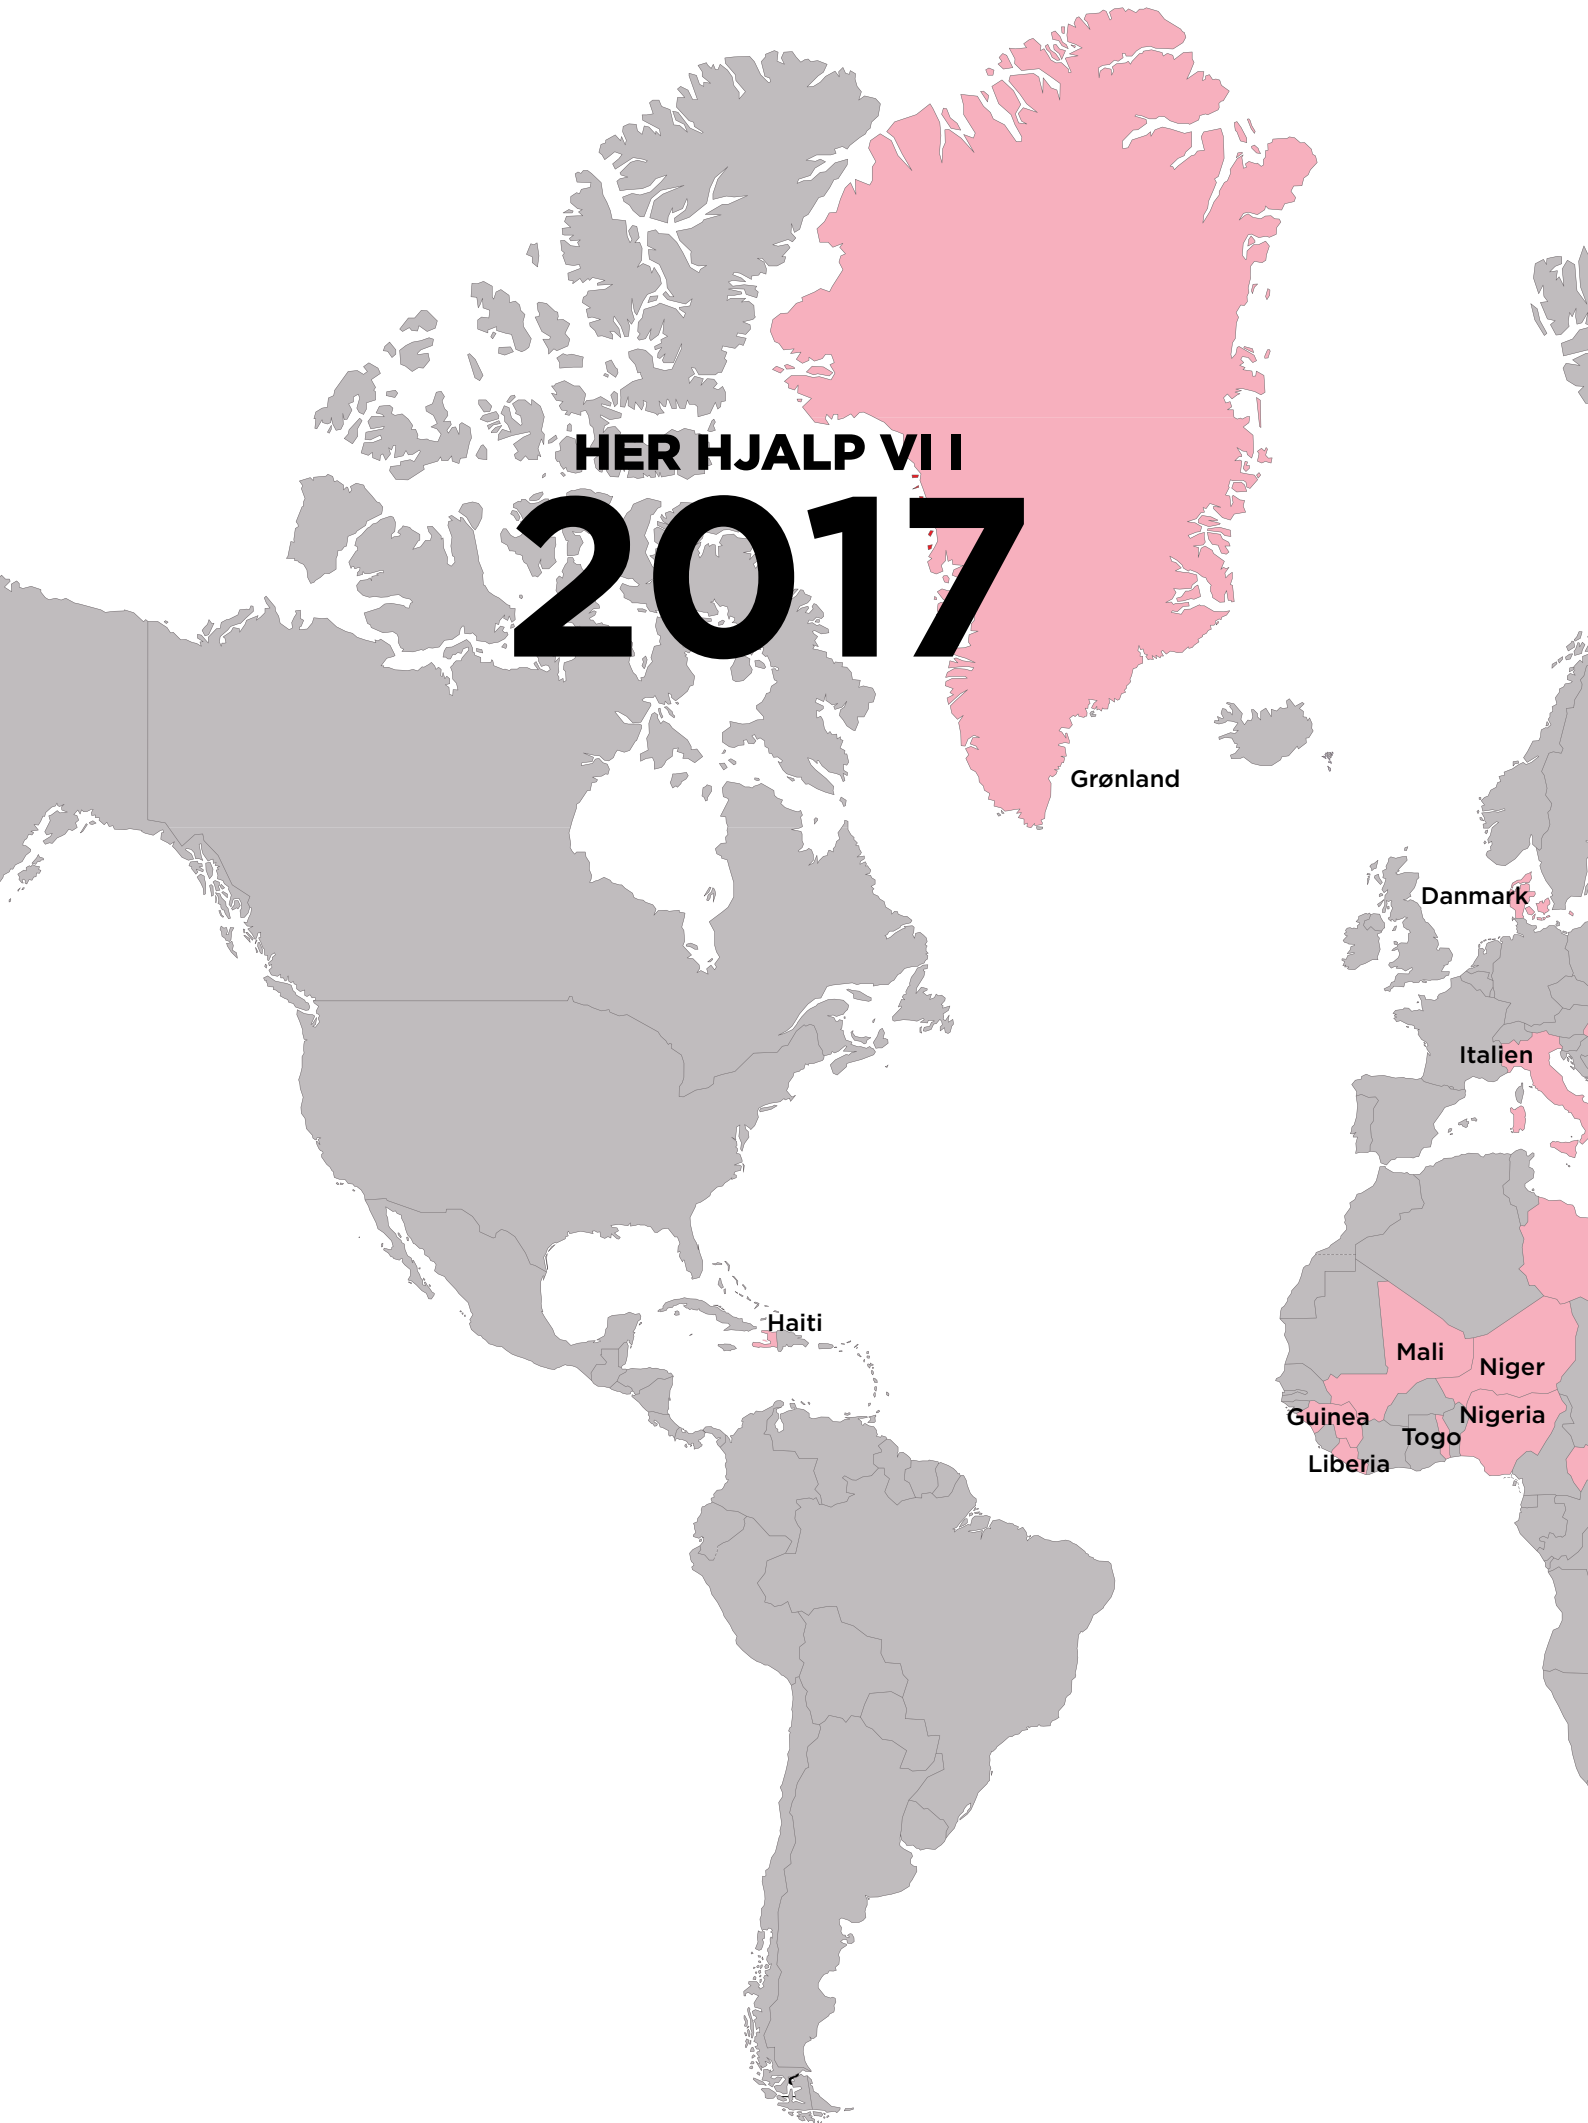 HER HJALP VI I
2017
Grønland
Danmark
Italien
Haiti
Mali
Niger
Guinea
Nigeria
Togo
Liberia